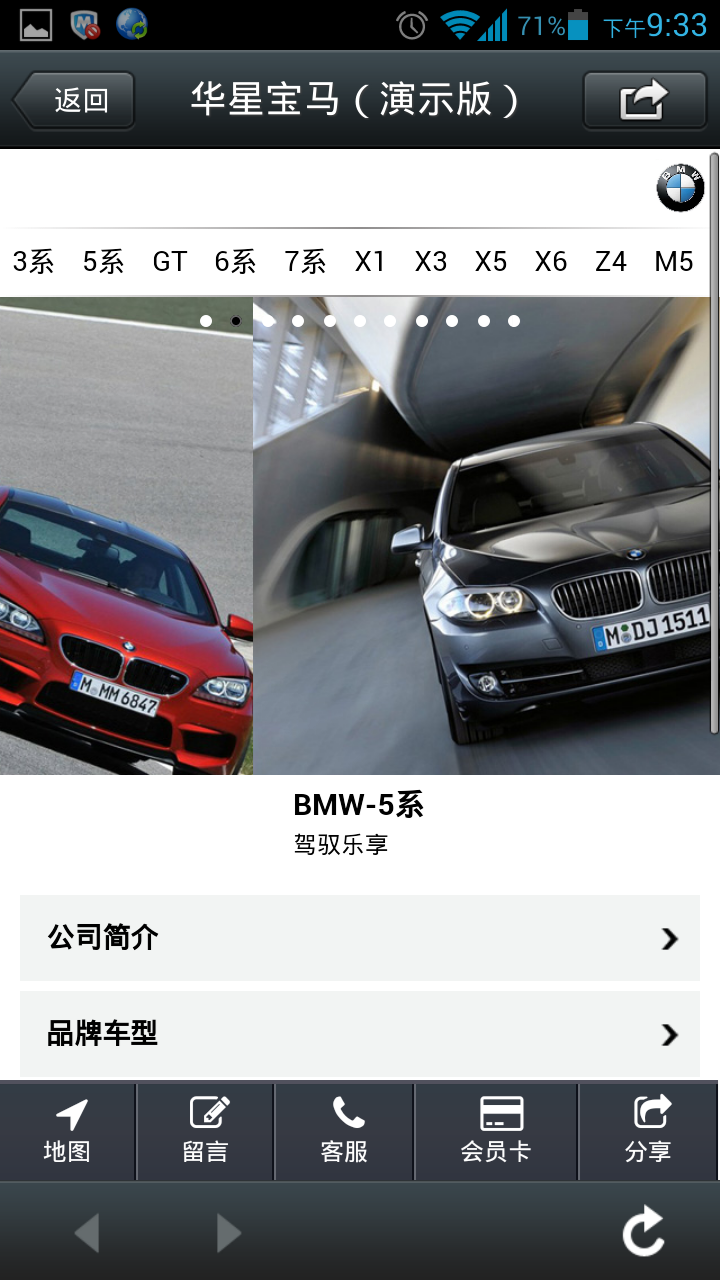 71% 下午9:33
返回 华星宝马（演示版）
BMW
3系 5系 GT 6系 7系 X1 X3 X5 X6 Z4 M5
M MM 6847
M DJ 1511
BMW-5系
驾驭乐享
公司简介
品牌车型
地图 留言 客服 会员卡 分享